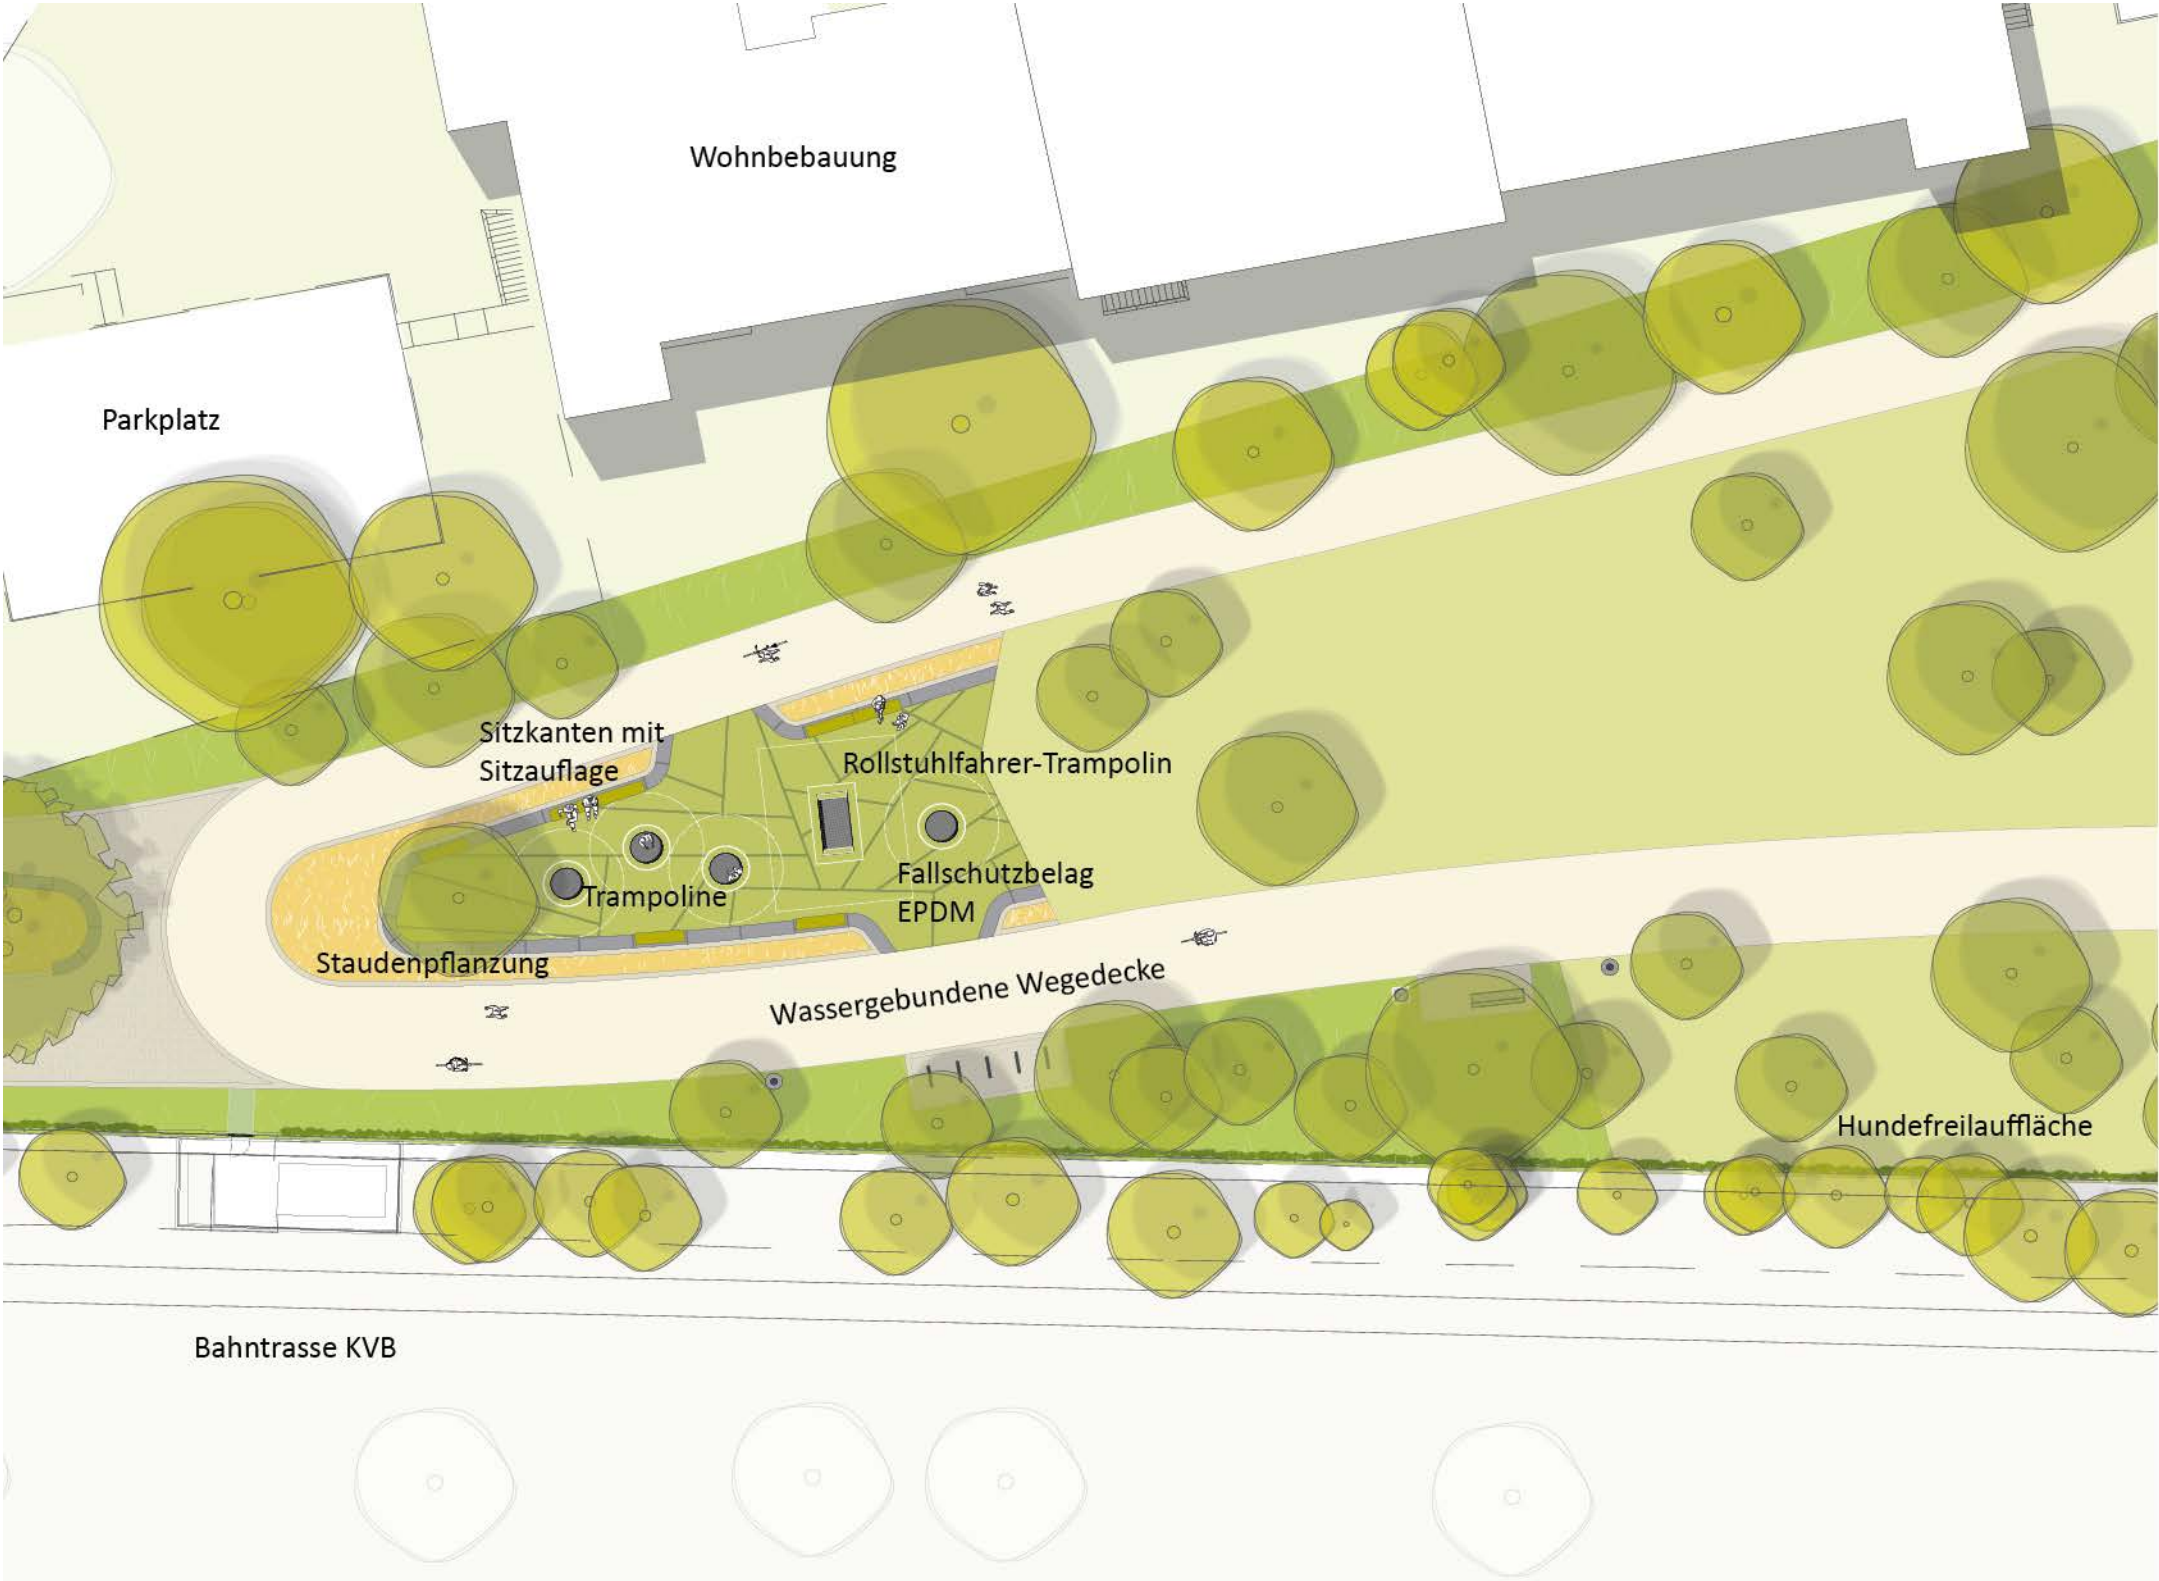 Wohnbebauung
Parkplatz
Sitzkanten mit
Sitzauflage
Rollstuhlfahrer-Trampolin
Trampoline
Fallschutzbelag
EPDM
Staudenpflanzung
Wassergebundene Wegedecke
Hundefreilauffläche
Bahntrasse KVB